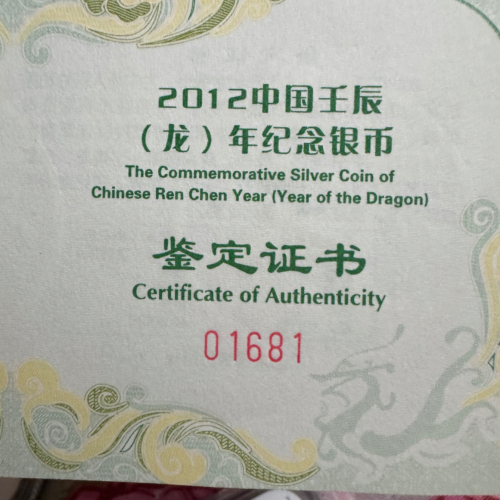 2012中国壬辰
（龙）年纪念银币
The Commemorative Silver Coin of
Chinese Ren Chen Year (Year of the Dragon)
鉴定证书
Certificate of Authenticity
01681